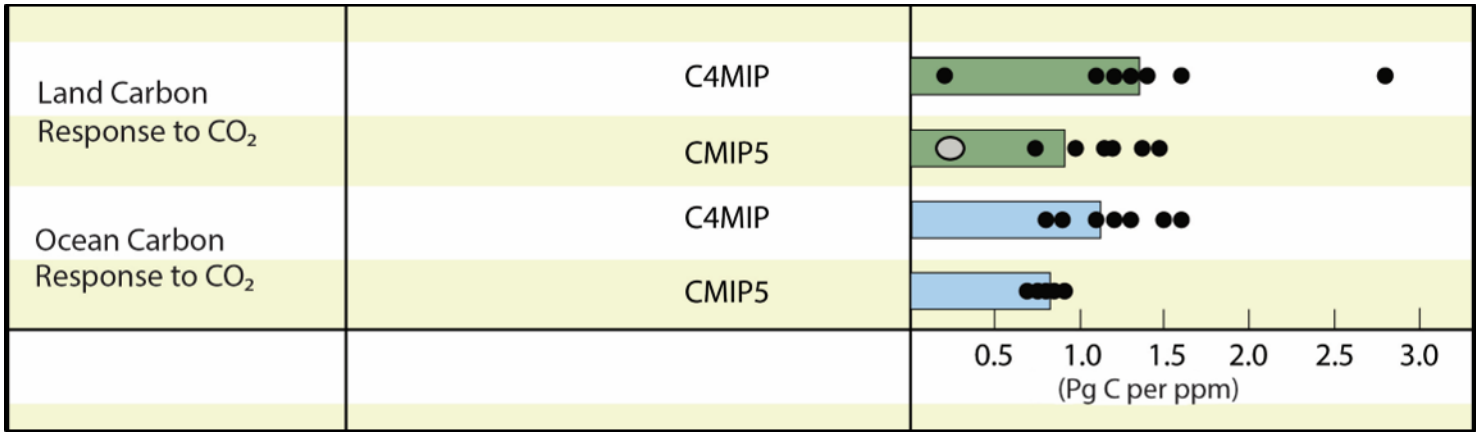 Land Carbon
Response to CO₂
C4MIP
CMIP5
Ocean Carbon
Response to CO₂
C4MIP
CMIP5
0.5 1.0 1.5 2.0 2.5 3.0
(Pg C per ppm)